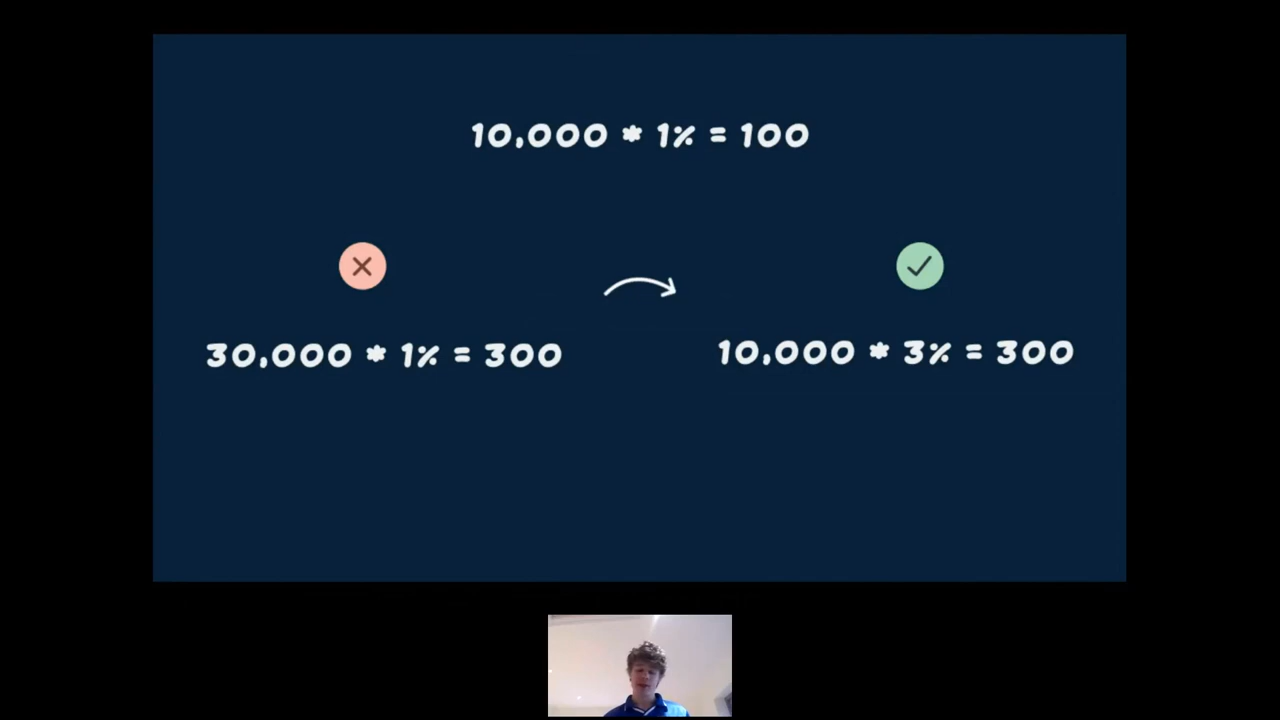 10,000 * 1% = 100
30,000 * 1% = 300
10,000 * 3% = 300